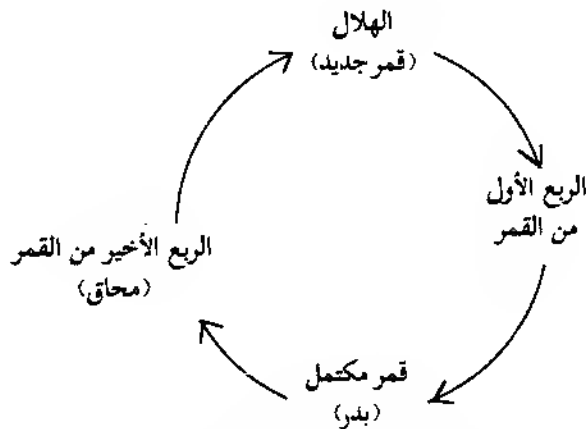 الهلال
(قمر جديد)
الربع الأول
من القمر
قمر مكتمل
(بدر)
الربع الأخير من القمر
(محاق)